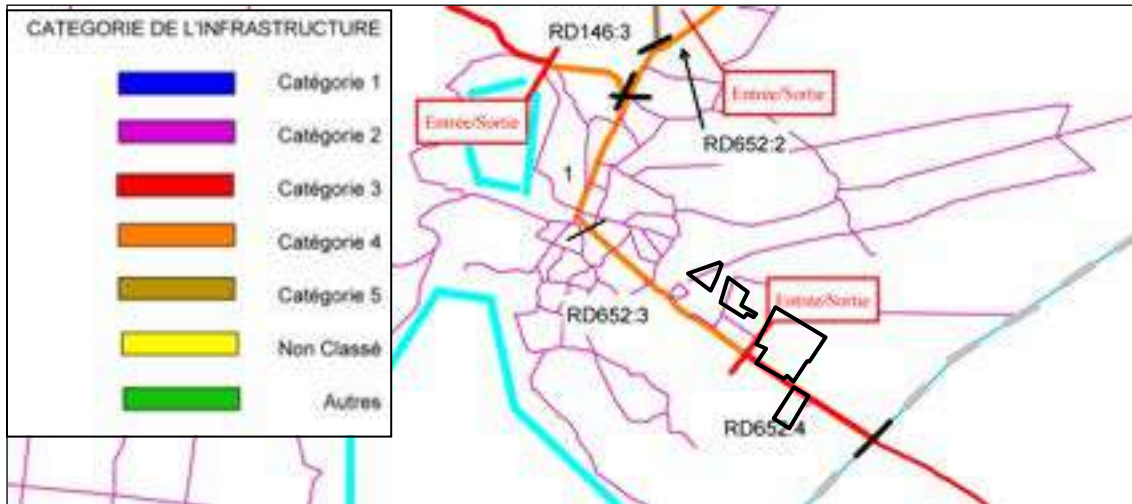 CATEGORIE DE L'INFRASTRUCTURE
Catégorie 1
Catégorie 2
Catégorie 3
Catégorie 4
Catégorie 5
Non Classé
Autres
RD146:3
Entrée/Sortie
Entrée/Sortie
RD652:2
1
Entrée/Sortie
RD652:3
RD652:4